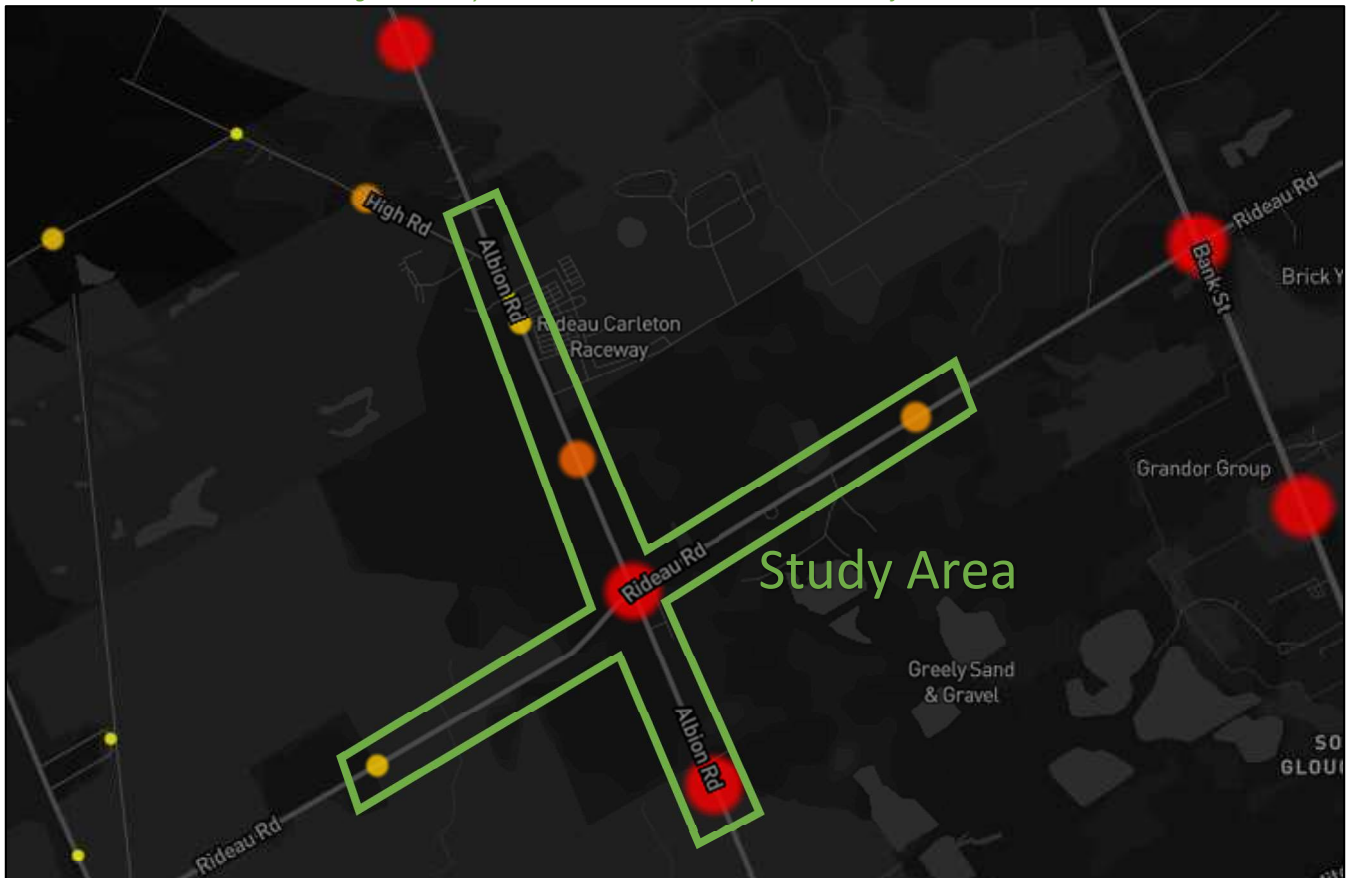 High Rd
Albion Rd
Rideau Carleton
Raceway
Rideau Rd
Bank St
Brick Y
Grandor Group
Rideau Rd
Study Area
Greely Sand
& Gravel
Albion Rd
SO
GLOU
Rideau Rd